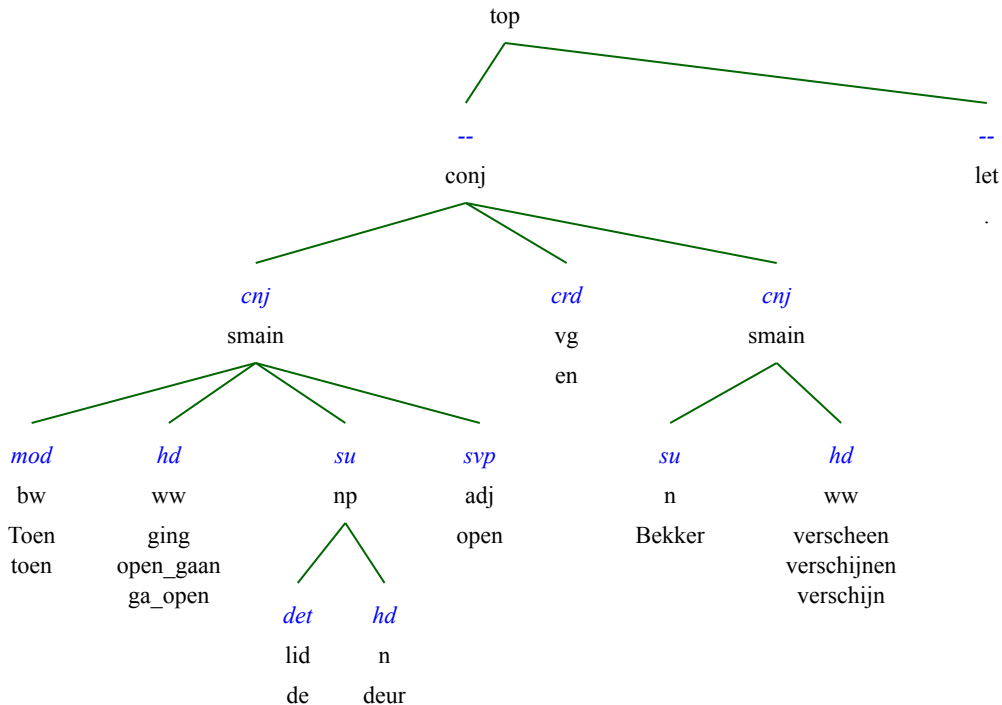 top
-- --
conj let
.
cnj crd cnj
smain vg smain
en
mod hd su svp su hd
bw ww np adj n ww
Toen ging open Bekker verscheen
toen open_gaan verschijnen
ga_open verschijn
det hd
lid n
de deur